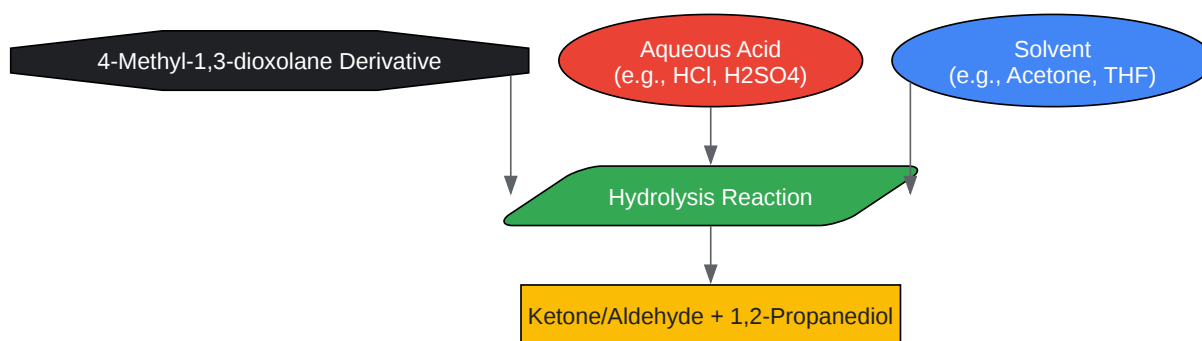 4-Methyl-1,3-dioxolane Derivative
Aqueous Acid
(e.g., HCl, H2SO4)
Solvent
(e.g., Acetone, THF)
Hydrolysis Reaction
Ketone/Aldehyde + 1,2-Propanediol